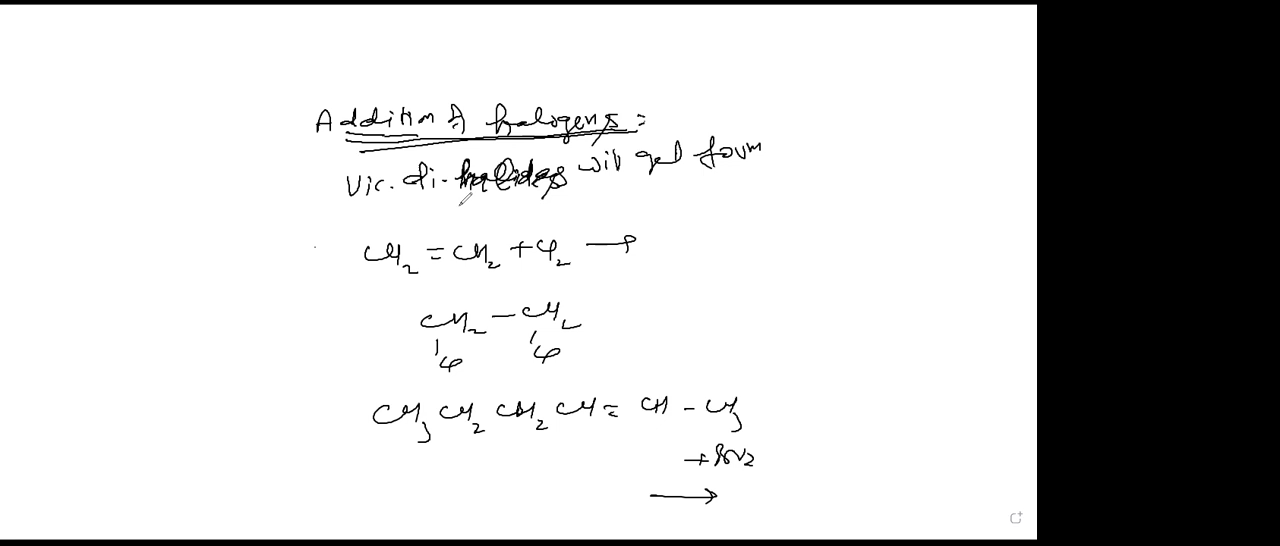 Addition of halogens :
Vic. di. halides will get form
CH2 = CH2 + Cl2 →
CH2 - CH2
Cl Cl
CH3 CH2 CH2 CH = CH - CH3
+ Br2
→